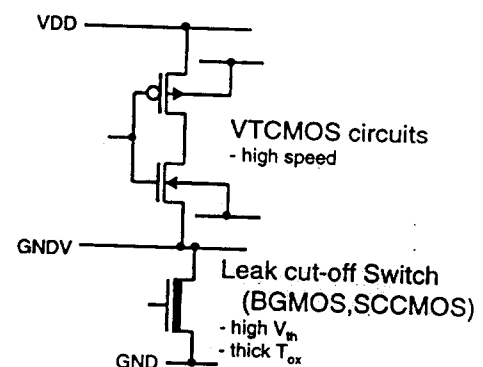 VDD
VTCMOS circuits
- high speed
GNDV
Leak cut-off Switch
(BGMOS,SCCMOS)
- high Vth
- thick Tox
GND